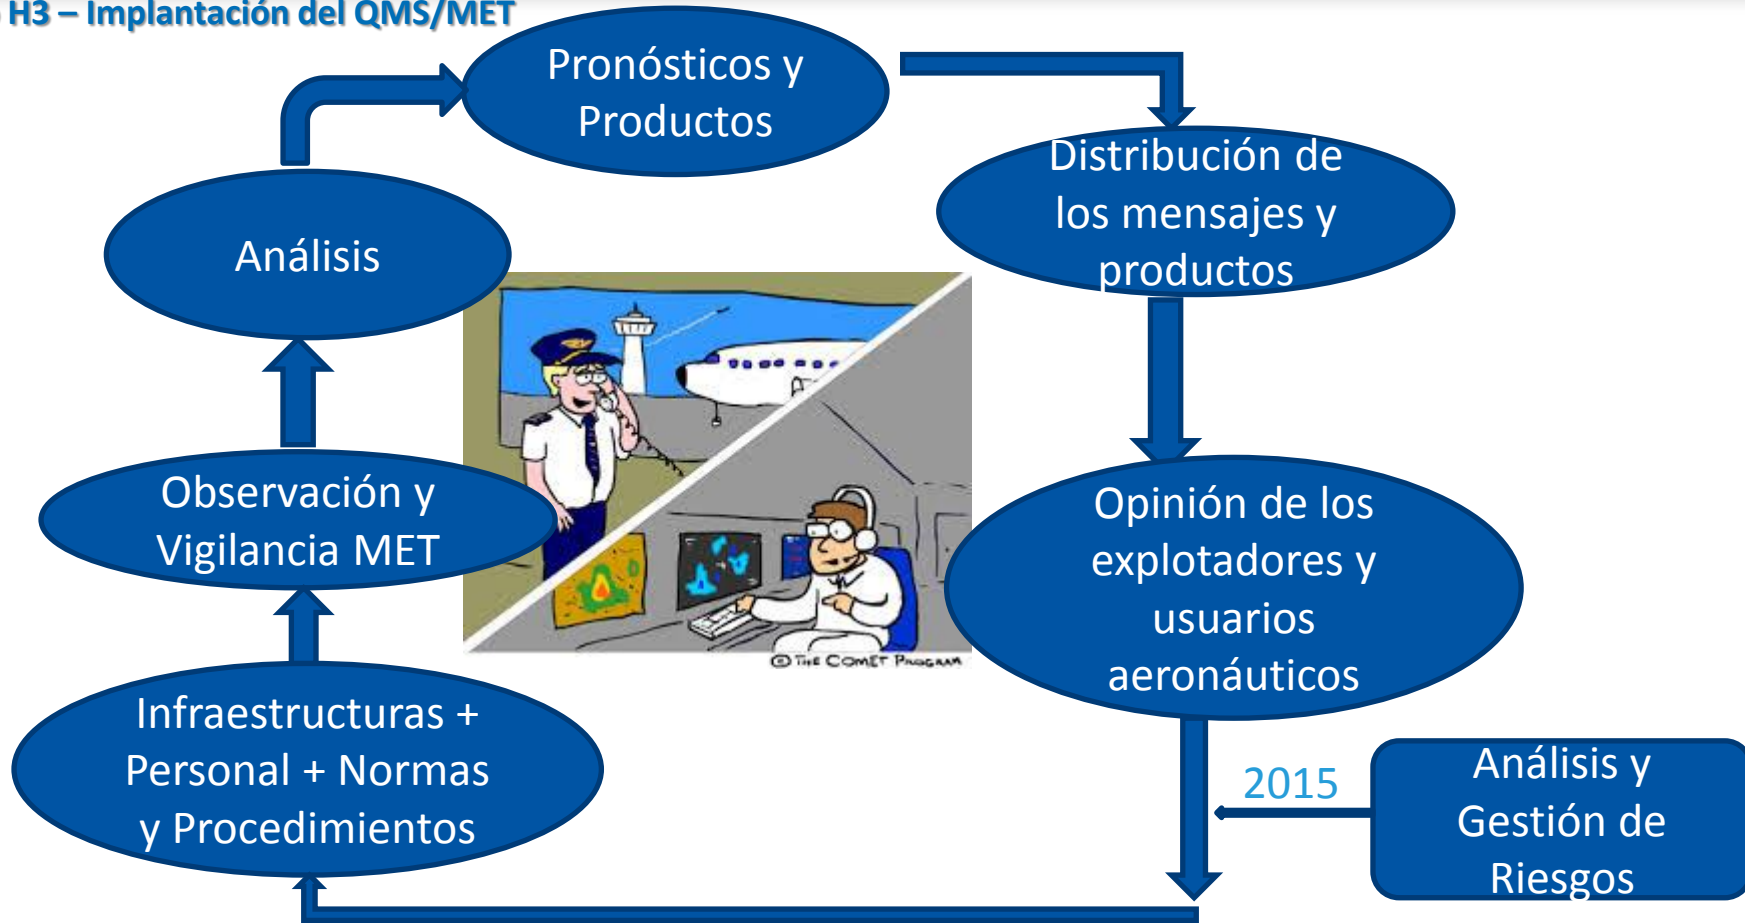 H3 – Implantación del QMS/MET
Pronósticos y
Productos
Distribución de
los mensajes y
productos
Análisis
Observación y
Vigilancia MET
Opinión de los
explotadores y
usuarios
aeronáuticos
© THE COMET PROGRAM
Infraestructuras +
Personal + Normas
y Procedimientos
2015
Análisis y
Gestión de
Riesgos